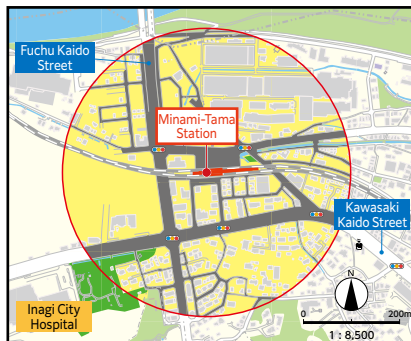 Fuchu Kaido
Street
Minami-Tama
Station
Kawasaki
Kaido Street
Inagi City
Hospital
N
0 200m
1 : 8,500